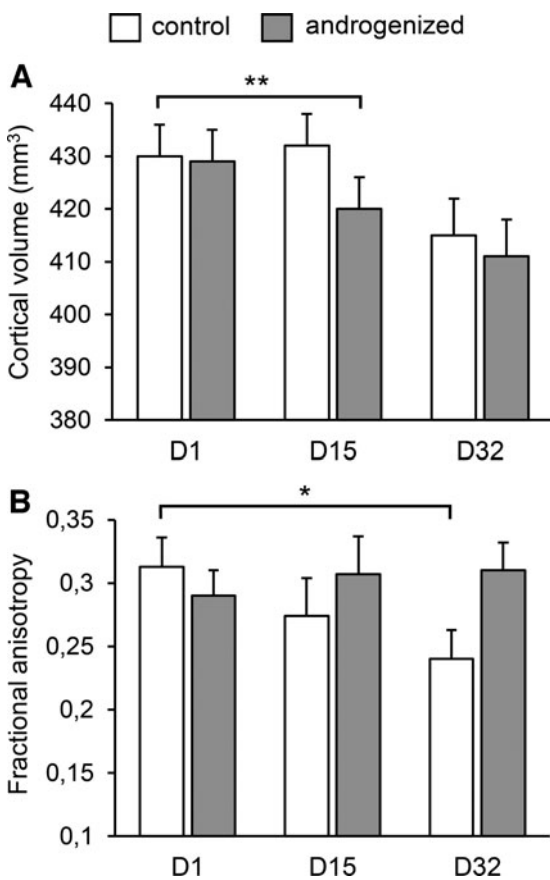 control androgenized
A
**
Cortical volume (mm³)
440
430
420
410
400
390
380
D1 D15 D32
B
*
Fractional anisotropy
0,35
0,3
0,25
0,2
0,15
0,1
D1 D15 D32